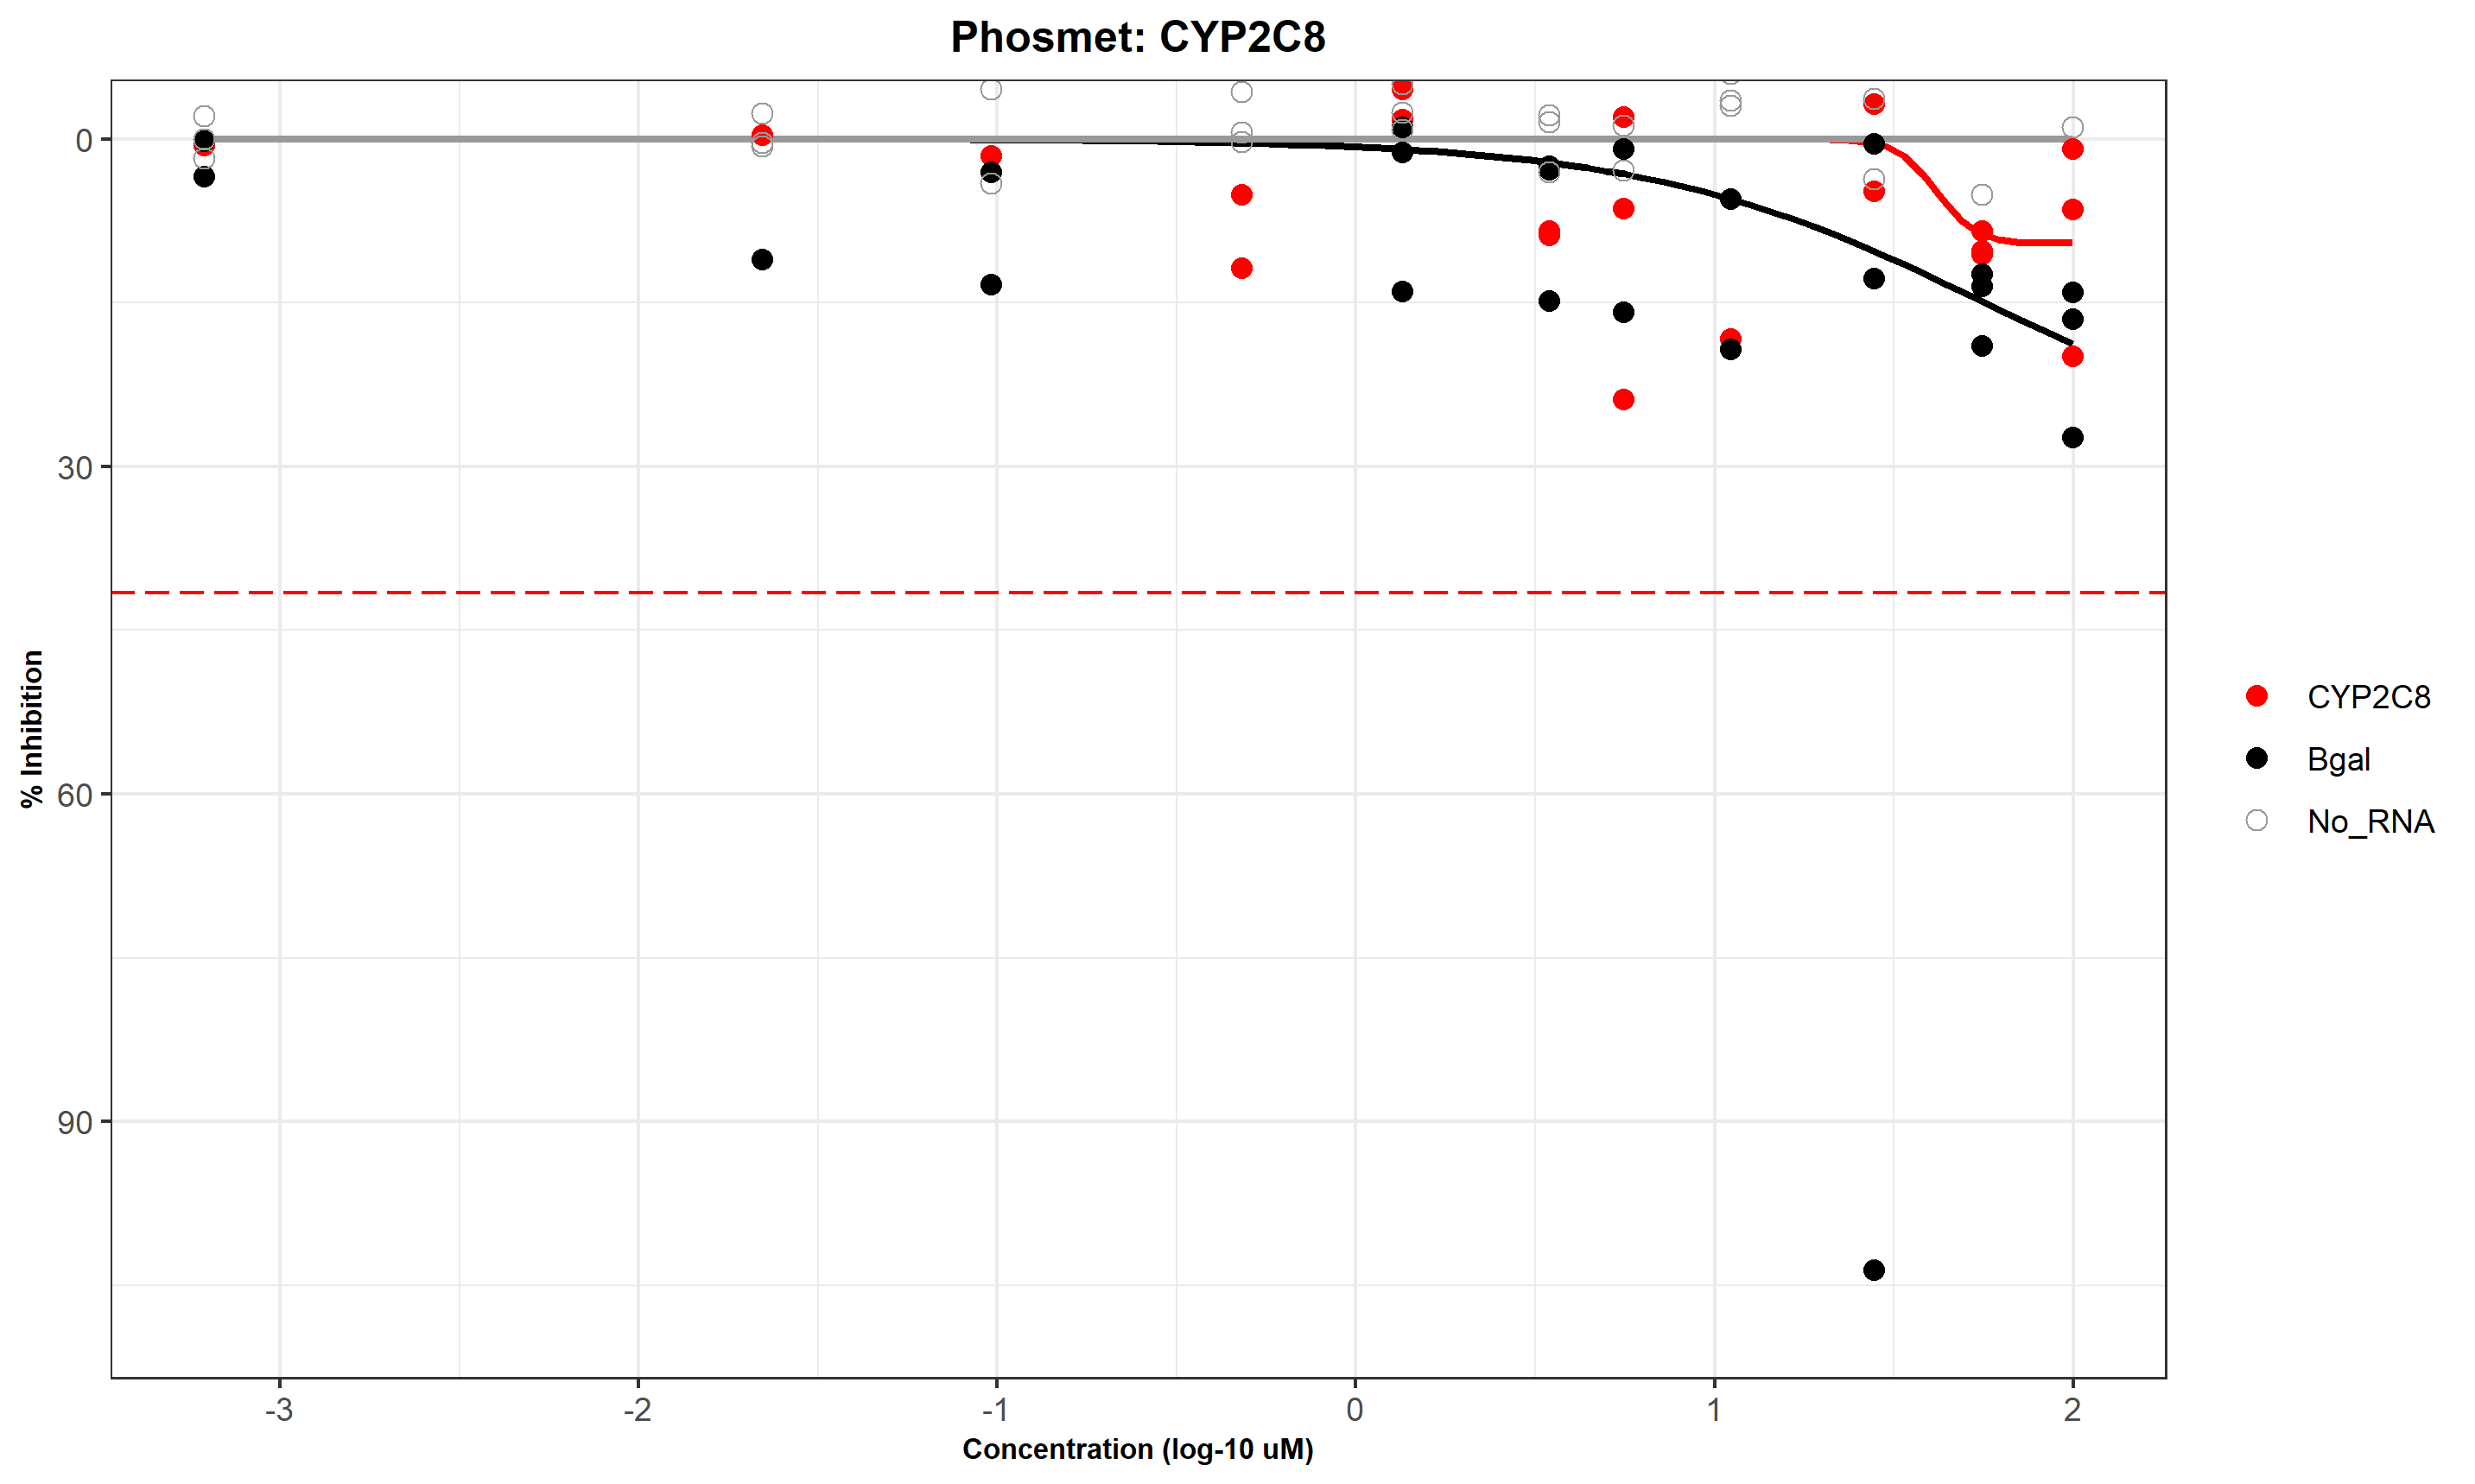 Phosmet: CYP2C8
0
30
60
90
% Inhibition
-3
-2
-1
0
1
2
Concentration (log-10 uM)
CYP2C8
Bgal
No_RNA